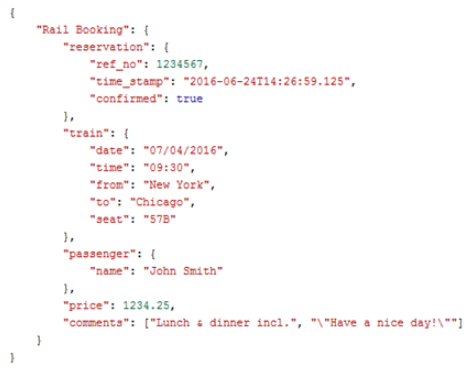 {
"Rail Booking": {
"reservation": {
"ref_no": 1234567,
"time_stamp": "2016-06-24T14:26:59.125",
"confirmed": true
},
"train": {
"date": "07/04/2016",
"time": "09:30",
"from": "New York",
"to": "Chicago",
"seat": "57B"
},
"passenger": {
"name": "John Smith"
},
"price": 1234.25,
"comments": ["Lunch & dinner incl.", "\"Have a nice day!\""]
}
}